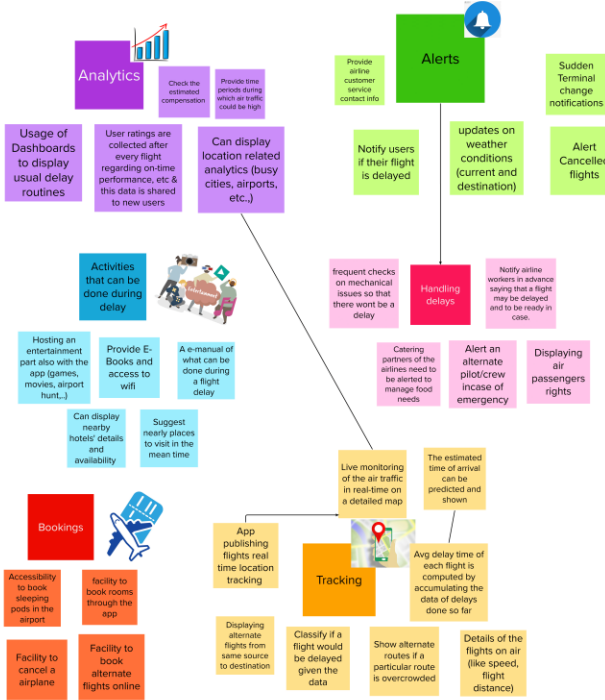 Analytics
Check the
estimated
compensation
Provide time
periods during
which air traffic
could be high
Usage of
Dashboards
to display
usual delay
routines
User ratings are
collected after
every flight
regarding on-time
performance, etc &
this data is shared
to new users
Can display
location related
analytics (busy
cities, airports,
etc.,)
Provide
airline
customer
service
contact info
Alerts
Sudden
Terminal
change
notifications
Notify users
if their flight
is delayed
updates on
weather
conditions
(current and
destination)
Alert
Cancelled
flights
Activities
that can be
done during
delay
Entertainment
Hosting an
entertainment
part also with the
app (games,
movies, airport
hunt,..)
Provide E-
Books and
access to
wifi
A e-manual of
what can be
done during a
flight
delay
Can display
nearby
hotels' details
and
availability
Suggest
nearly places
to visit in the
mean time
frequent checks
on mechanical
issues so that
there wont be a
delay
Handling
delays
Notify airline
workers in advance
saying that a flight
may be delayed
and to be ready in
case.
Catering
partners of the
airlines need to
be alerted to
manage food
needs
Alert an
alternate
pilot/crew
incase of
emergency
Displaying
air
passengers
rights
Bookings
Accessibility
to book
sleeping
pods in the
airport
facility to
book rooms
through the
app
Facility to
cancel a
airplane
Facility to
book
alternate
flights online
Live monitoring
of the air traffic
in real-time on
a detailed map
The estimated
time of arrival
can be
predicted and
shown
App
publishing
flights real
time location
tracking
Tracking
Avg delay time of
each flight is
computed by
accumulating the
data of delays
done so far
Displaying
alternate
flights from
same source to
destination
Classify if a
flight would
be delayed
given the
data
Show alternate
routes if a
particular route
is overcrowded
Details of the
flights on air
(like speed,
flight
distance)